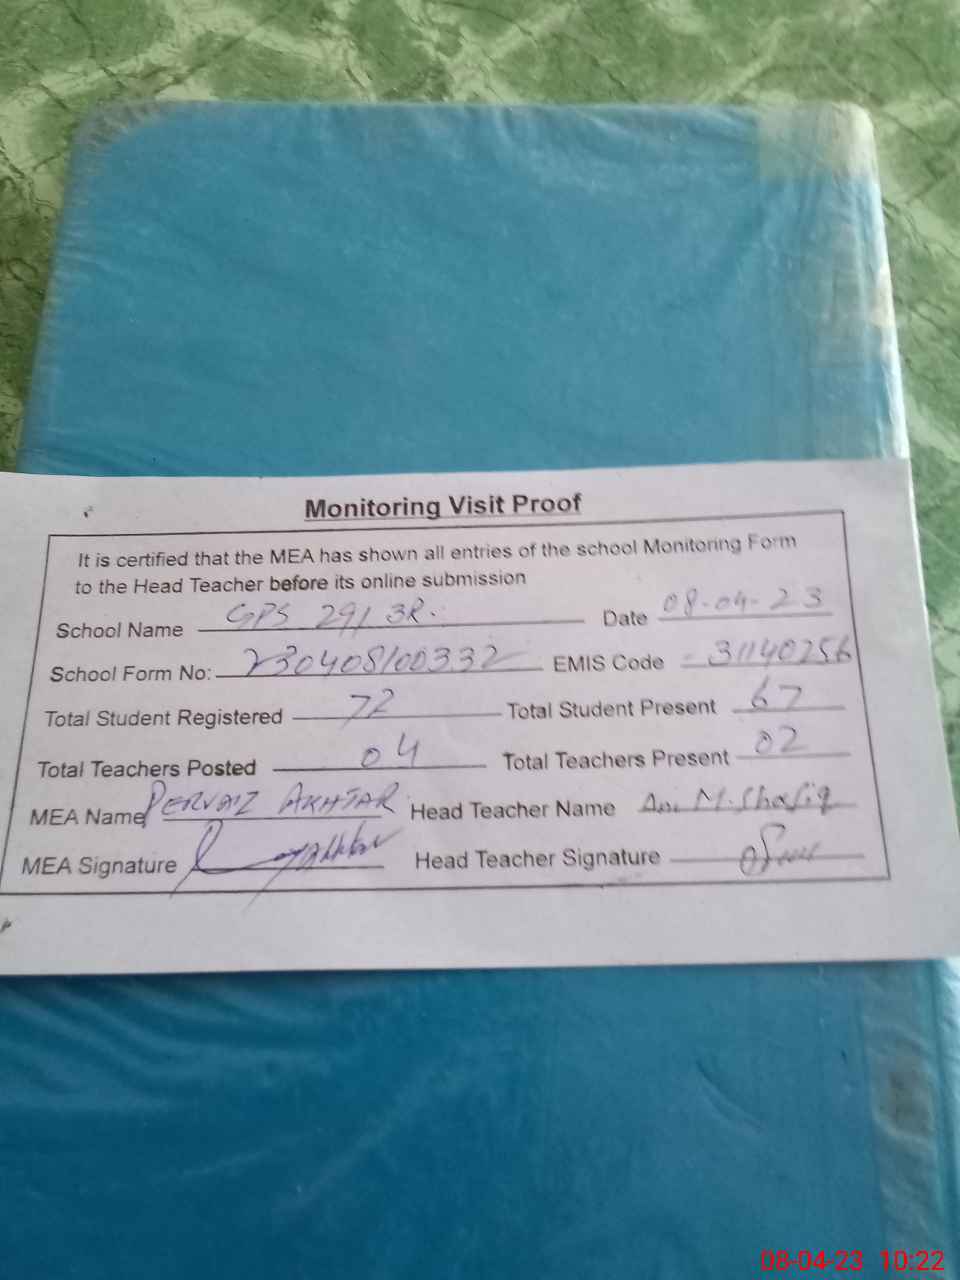 Monitoring Visit Proof
It is certified that the MEA has shown all entries of the school Monitoring Form
to the Head Teacher before its online submission
School Name GPS 29/3R. Date 08-04-23
School Form No: 230408100332 EMIS Code 31140256
Total Student Registered 72 Total Student Present 67
Total Teachers Posted 04 Total Teachers Present 02
MEA Name PERVAIZ AKHTAR Head Teacher Name M. Shafiq
MEA Signature Head Teacher Signature
08-04-23 10:22